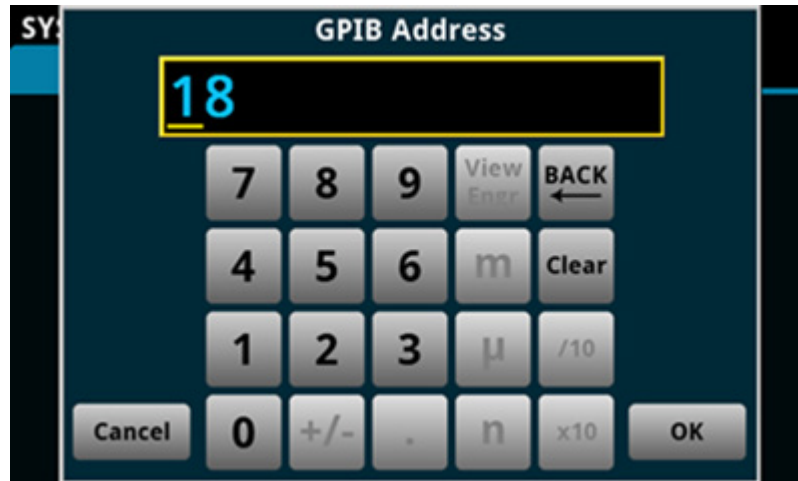 SYS
GPIB Address
18
7 8 9 View Engr BACK
4 5 6 m Clear
1 2 3 µ /10
Cancel 0 +/- . n x10 OK